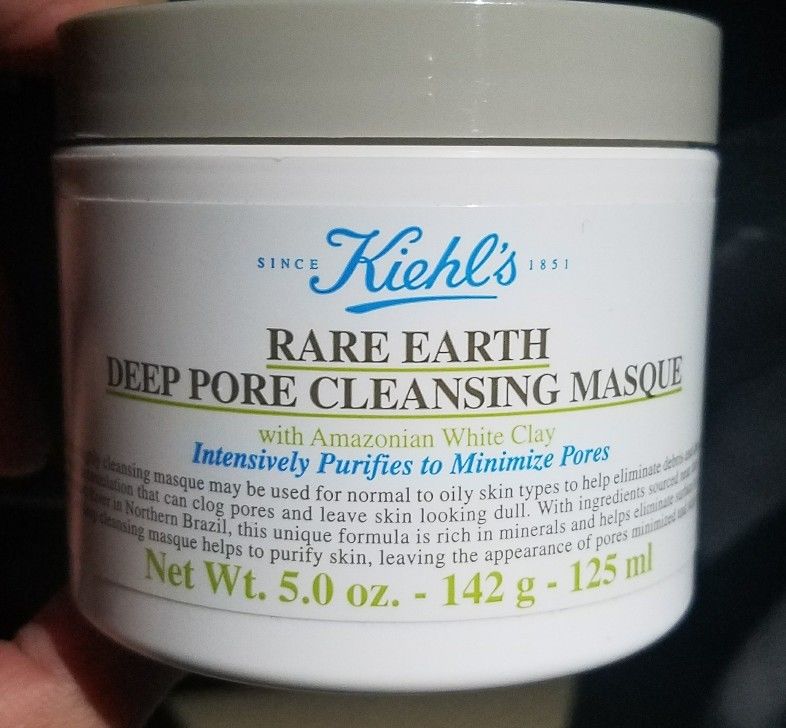 SINCE Kiehl's 1851
RARE EARTH
DEEP PORE CLEANSING MASQUE
with Amazonian White Clay
Intensively Purifies to Minimize Pores
cleansing masque may be used for normal to oily skin types to help eliminate debris
that can clog pores and leave skin looking dull. With ingredients sourced
River in Northern Brazil, this unique formula is rich in minerals and helps eliminate
cleansing masque helps to purify skin, leaving the appearance of pores minimized
Net Wt. 5.0 oz. - 142 g - 125 ml